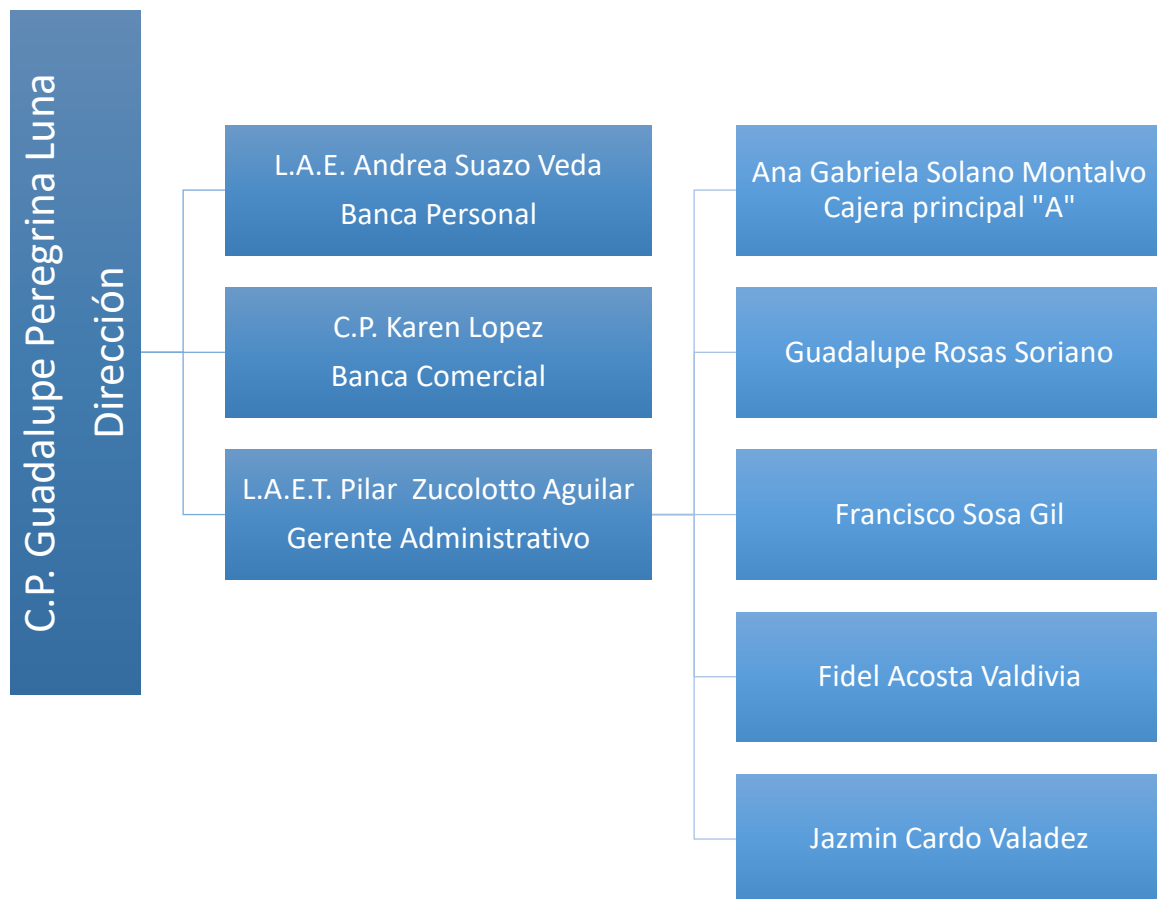 C.P. Guadalupe Peregrina Luna
Dirección
L.A.E. Andrea Suazo Veda
Banca Personal
C.P. Karen Lopez
Banca Comercial
L.A.E.T. Pilar  Zucolotto Aguilar
Gerente Administrativo
Ana Gabriela Solano Montalvo
Cajera principal "A"
Guadalupe Rosas Soriano
Francisco Sosa Gil
Fidel Acosta Valdivia
Jazmin Cardo Valadez